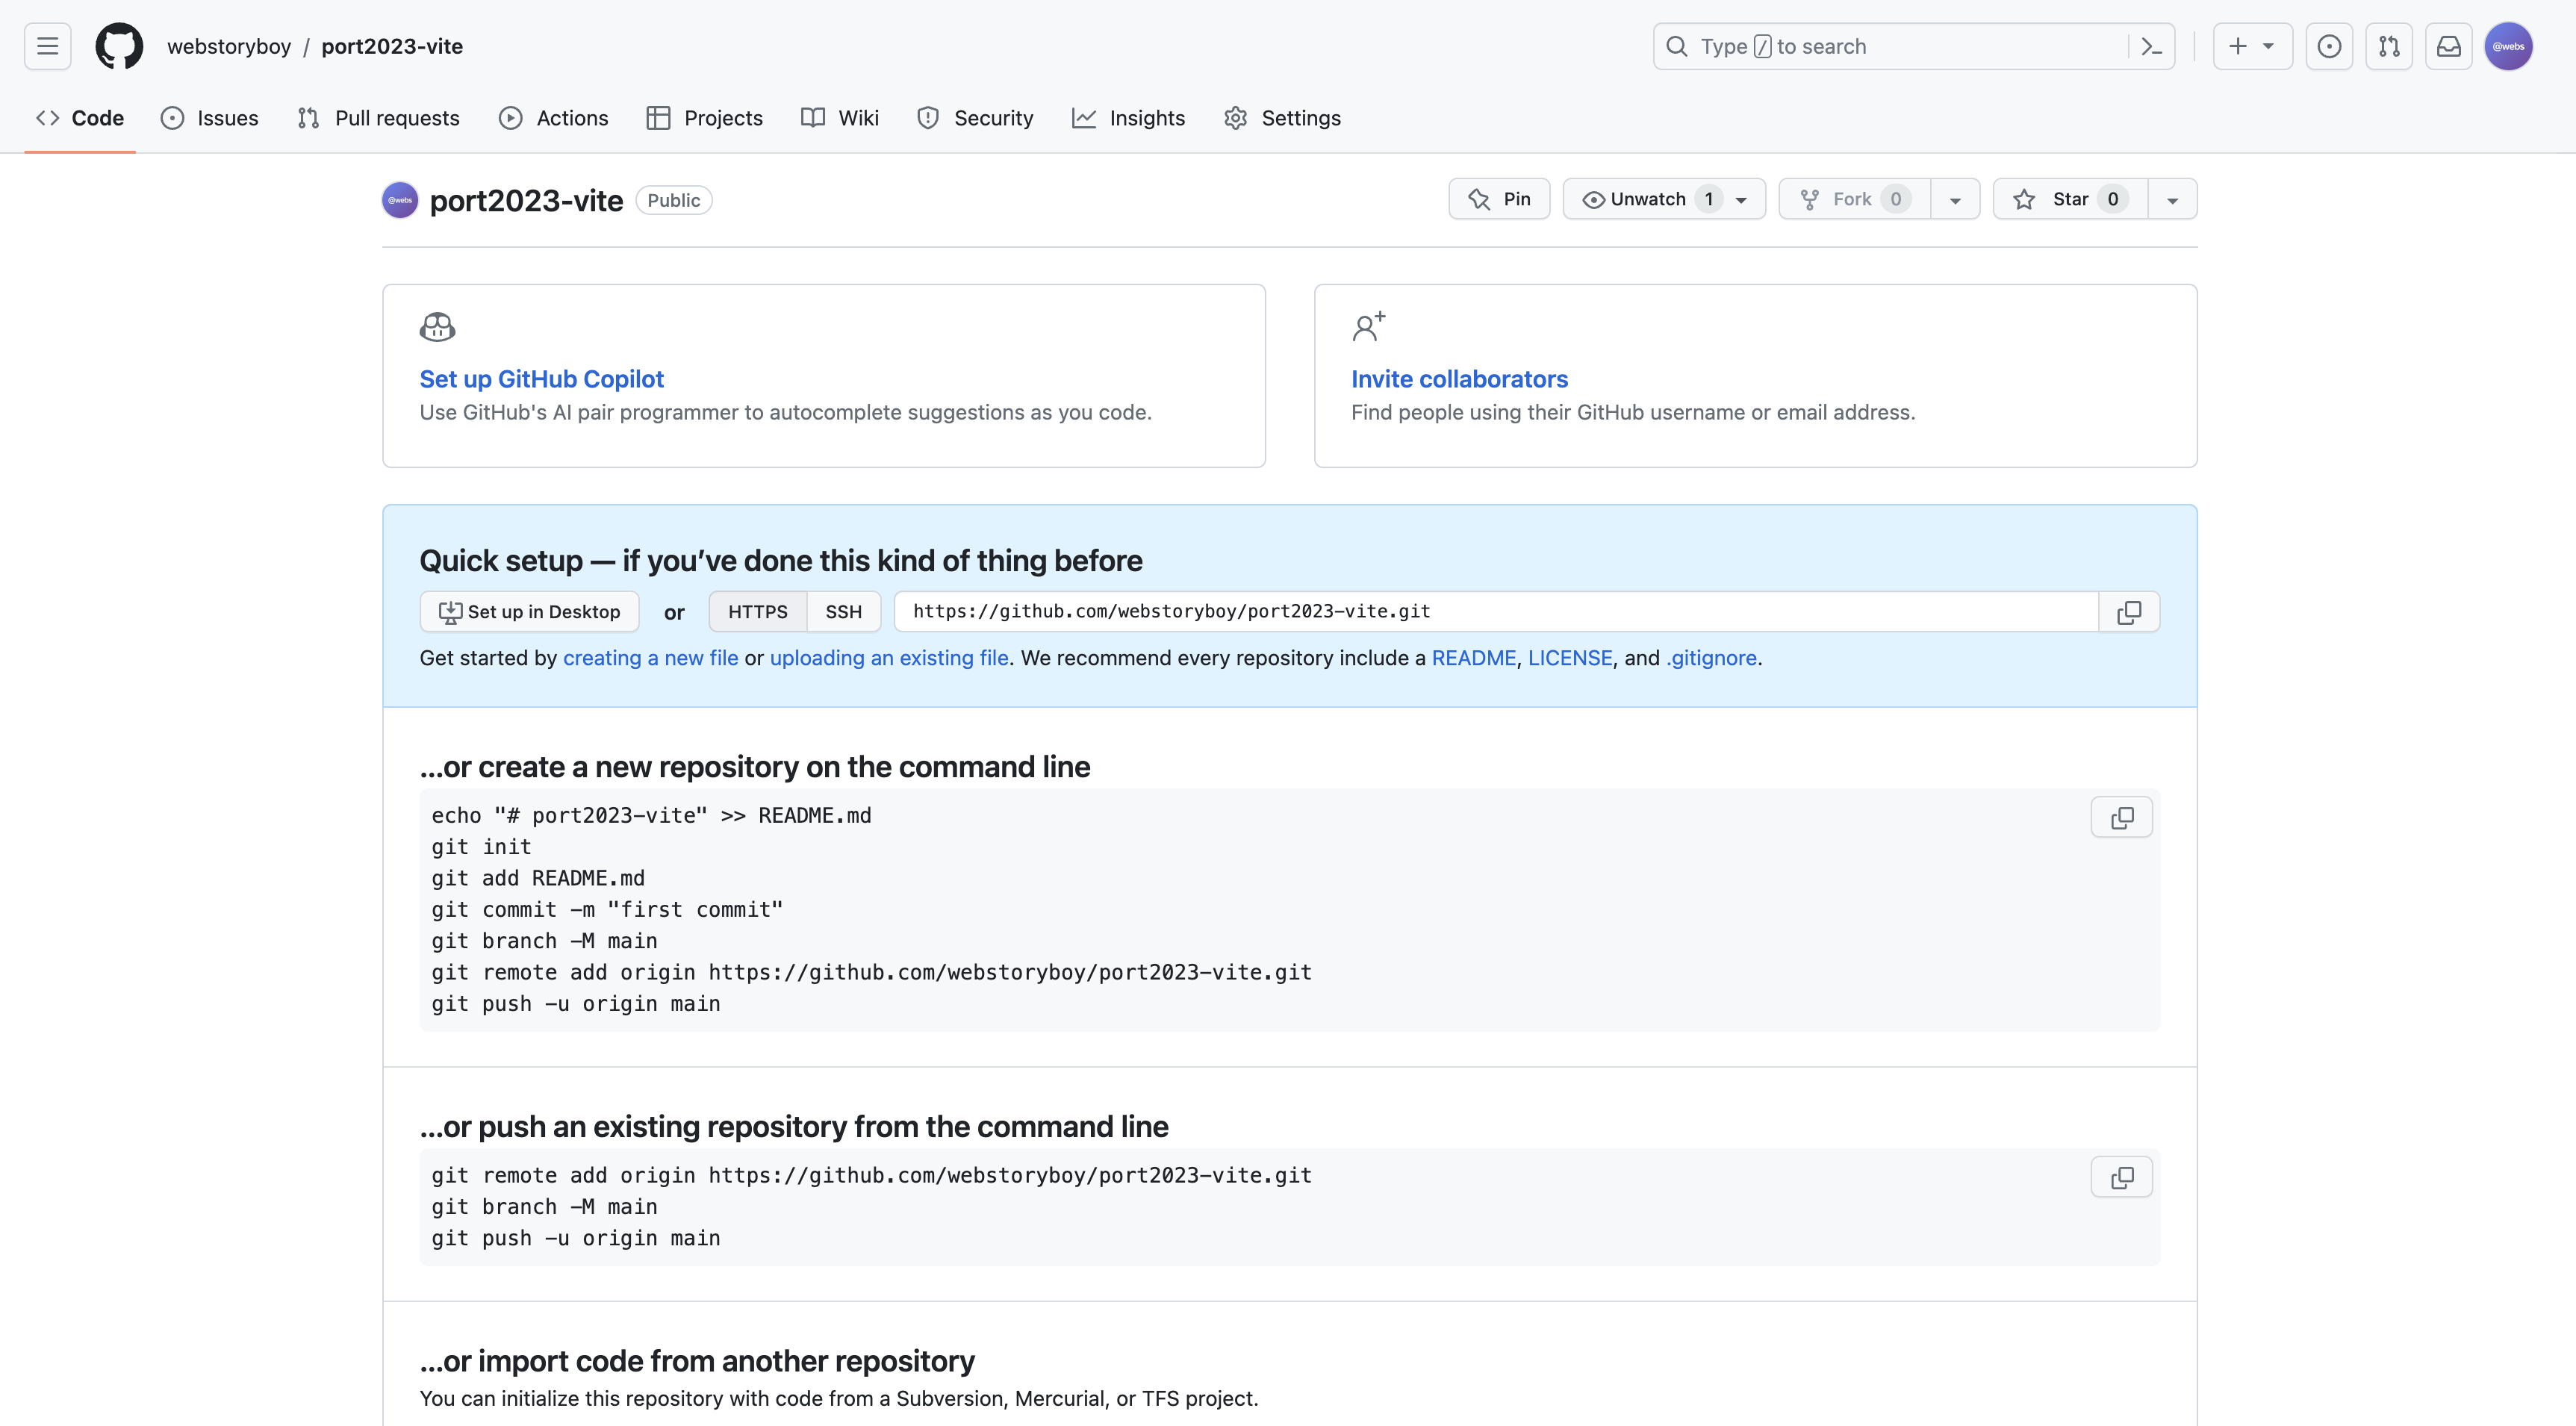 webstoryboy / port2023-vite
Type / to search
@webs
Code Issues Pull requests Actions Projects Wiki Security Insights Settings
@webs port2023-vite Public
Pin Unwatch 1 Fork 0 Star 0
Set up GitHub Copilot
Use GitHub's AI pair programmer to autocomplete suggestions as you code.
Invite collaborators
Find people using their GitHub username or email address.
Quick setup — if you’ve done this kind of thing before
Set up in Desktop or HTTPS SSH https://github.com/webstoryboy/port2023-vite.git
Get started by creating a new file or uploading an existing file. We recommend every repository include a README, LICENSE, and .gitignore.
…or create a new repository on the command line
echo "# port2023-vite" >> README.md
git init
git add README.md
git commit -m "first commit"
git branch -M main
git remote add origin https://github.com/webstoryboy/port2023-vite.git
git push -u origin main
…or push an existing repository from the command line
git remote add origin https://github.com/webstoryboy/port2023-vite.git
git branch -M main
git push -u origin main
…or import code from another repository
You can initialize this repository with code from a Subversion, Mercurial, or TFS project.